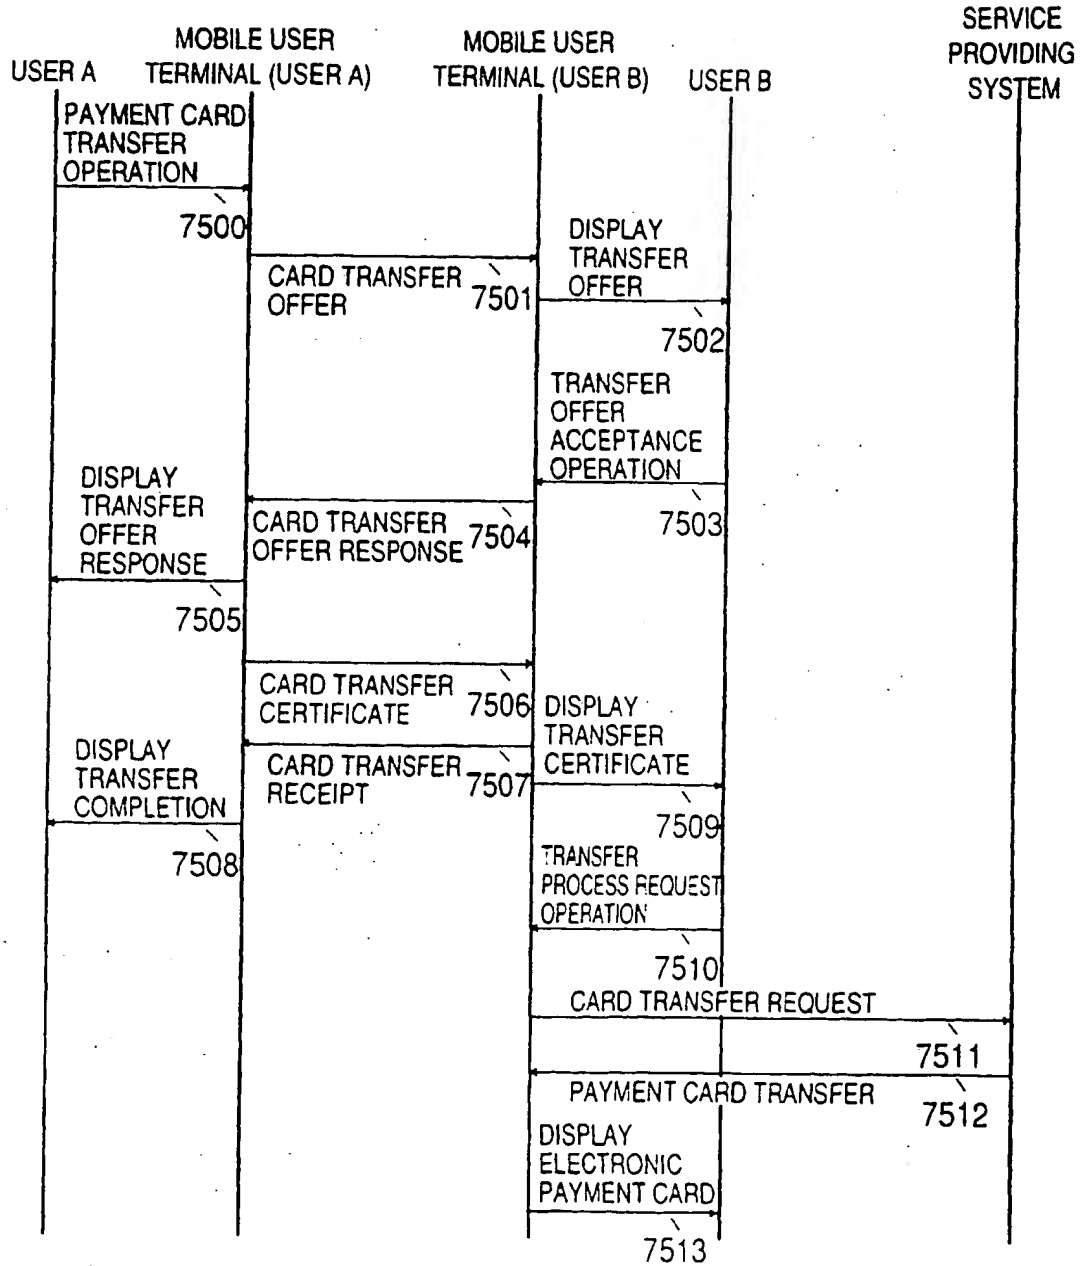 USER A
MOBILE USER
TERMINAL (USER A)
MOBILE USER
TERMINAL (USER B)
USER B
SERVICE
PROVIDING
SYSTEM
PAYMENT CARD
TRANSFER
OPERATION
7500
CARD TRANSFER
OFFER
7501
DISPLAY
TRANSFER
OFFER
7502
TRANSFER
OFFER
ACCEPTANCE
OPERATION
7503
CARD TRANSFER
OFFER RESPONSE
7504
DISPLAY
TRANSFER
OFFER
RESPONSE
7505
CARD TRANSFER
CERTIFICATE
7506
CARD TRANSFER
RECEIPT
7507
DISPLAY
TRANSFER
COMPLETION
7508
DISPLAY
TRANSFER
CERTIFICATE
7509
TRANSFER
PROCESS REQUEST
OPERATION
7510
CARD TRANSFER REQUEST
7511
PAYMENT CARD TRANSFER
7512
DISPLAY
ELECTRONIC
PAYMENT CARD
7513